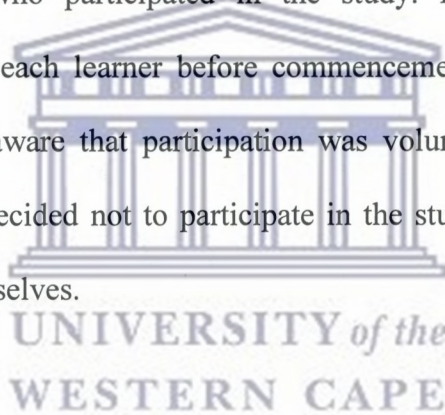 who participated in the study.
each learner before commenceme
aware that participation was volun
decided not to participate in the stu
selves.
UNIVERSITY of the
WESTERN CAPE